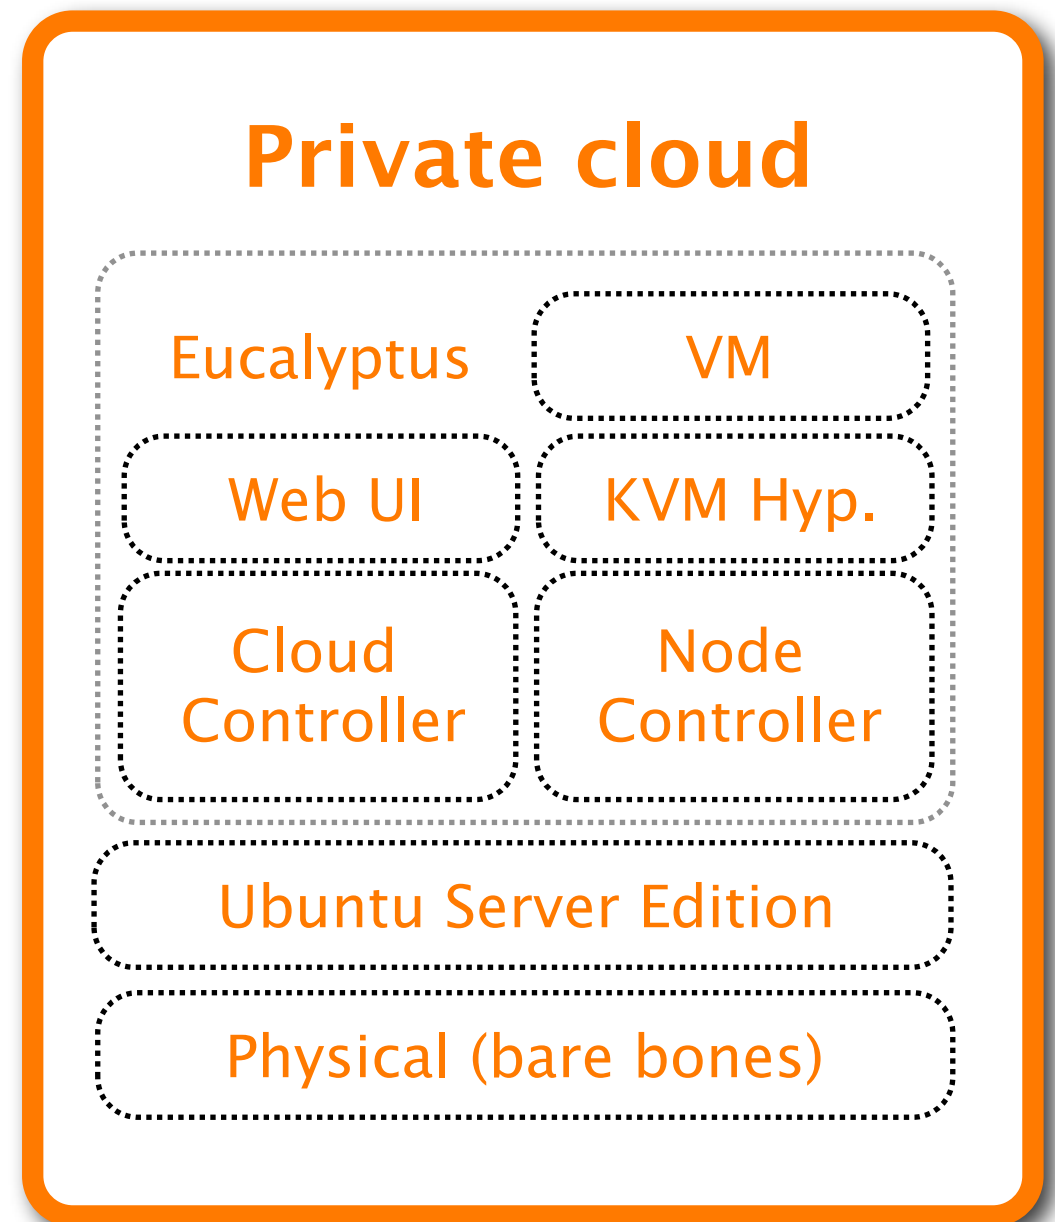 Private cloud
Eucalyptus
VM
Web UI
KVM Hyp.
Cloud
Controller
Node
Controller
Ubuntu Server Edition
Physical (bare bones)